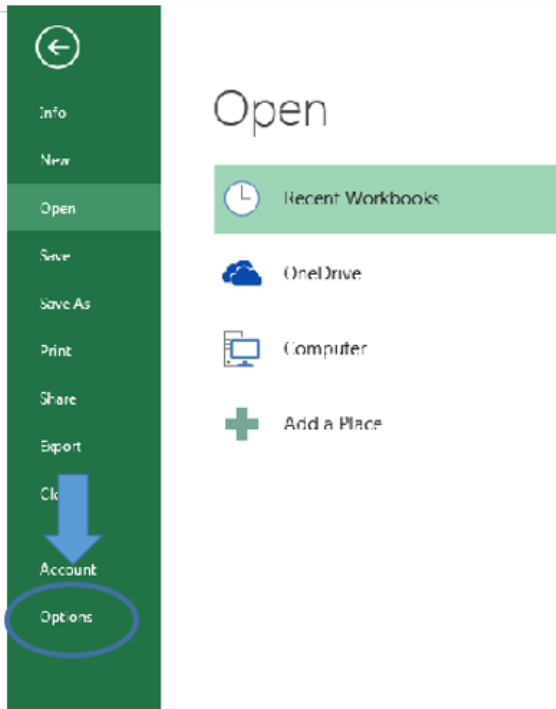 Info
New
Open
Save
Save As
Print
Share
Export
Account
Options
Open
Recent Workbooks
OneDrive
Computer
Add a Place